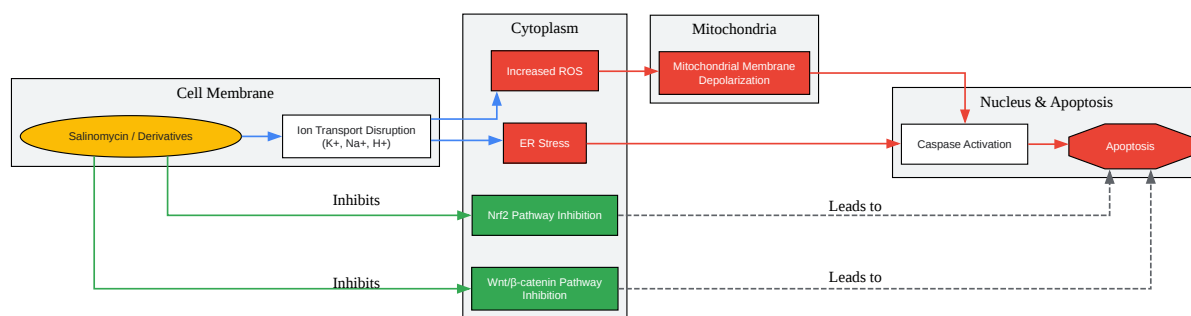 Cell Membrane
Salinomycin / Derivatives
Ion Transport Disruption
(K+, Na+, H+)
Cytoplasm
Increased ROS
ER Stress
Nrf2 Pathway Inhibition
Wnt/β-catenin Pathway
Inhibition
Mitochondria
Mitochondrial Membrane
Depolarization
Nucleus & Apoptosis
Caspase Activation
Apoptosis
Inhibits
Leads to
Inhibits
Leads to